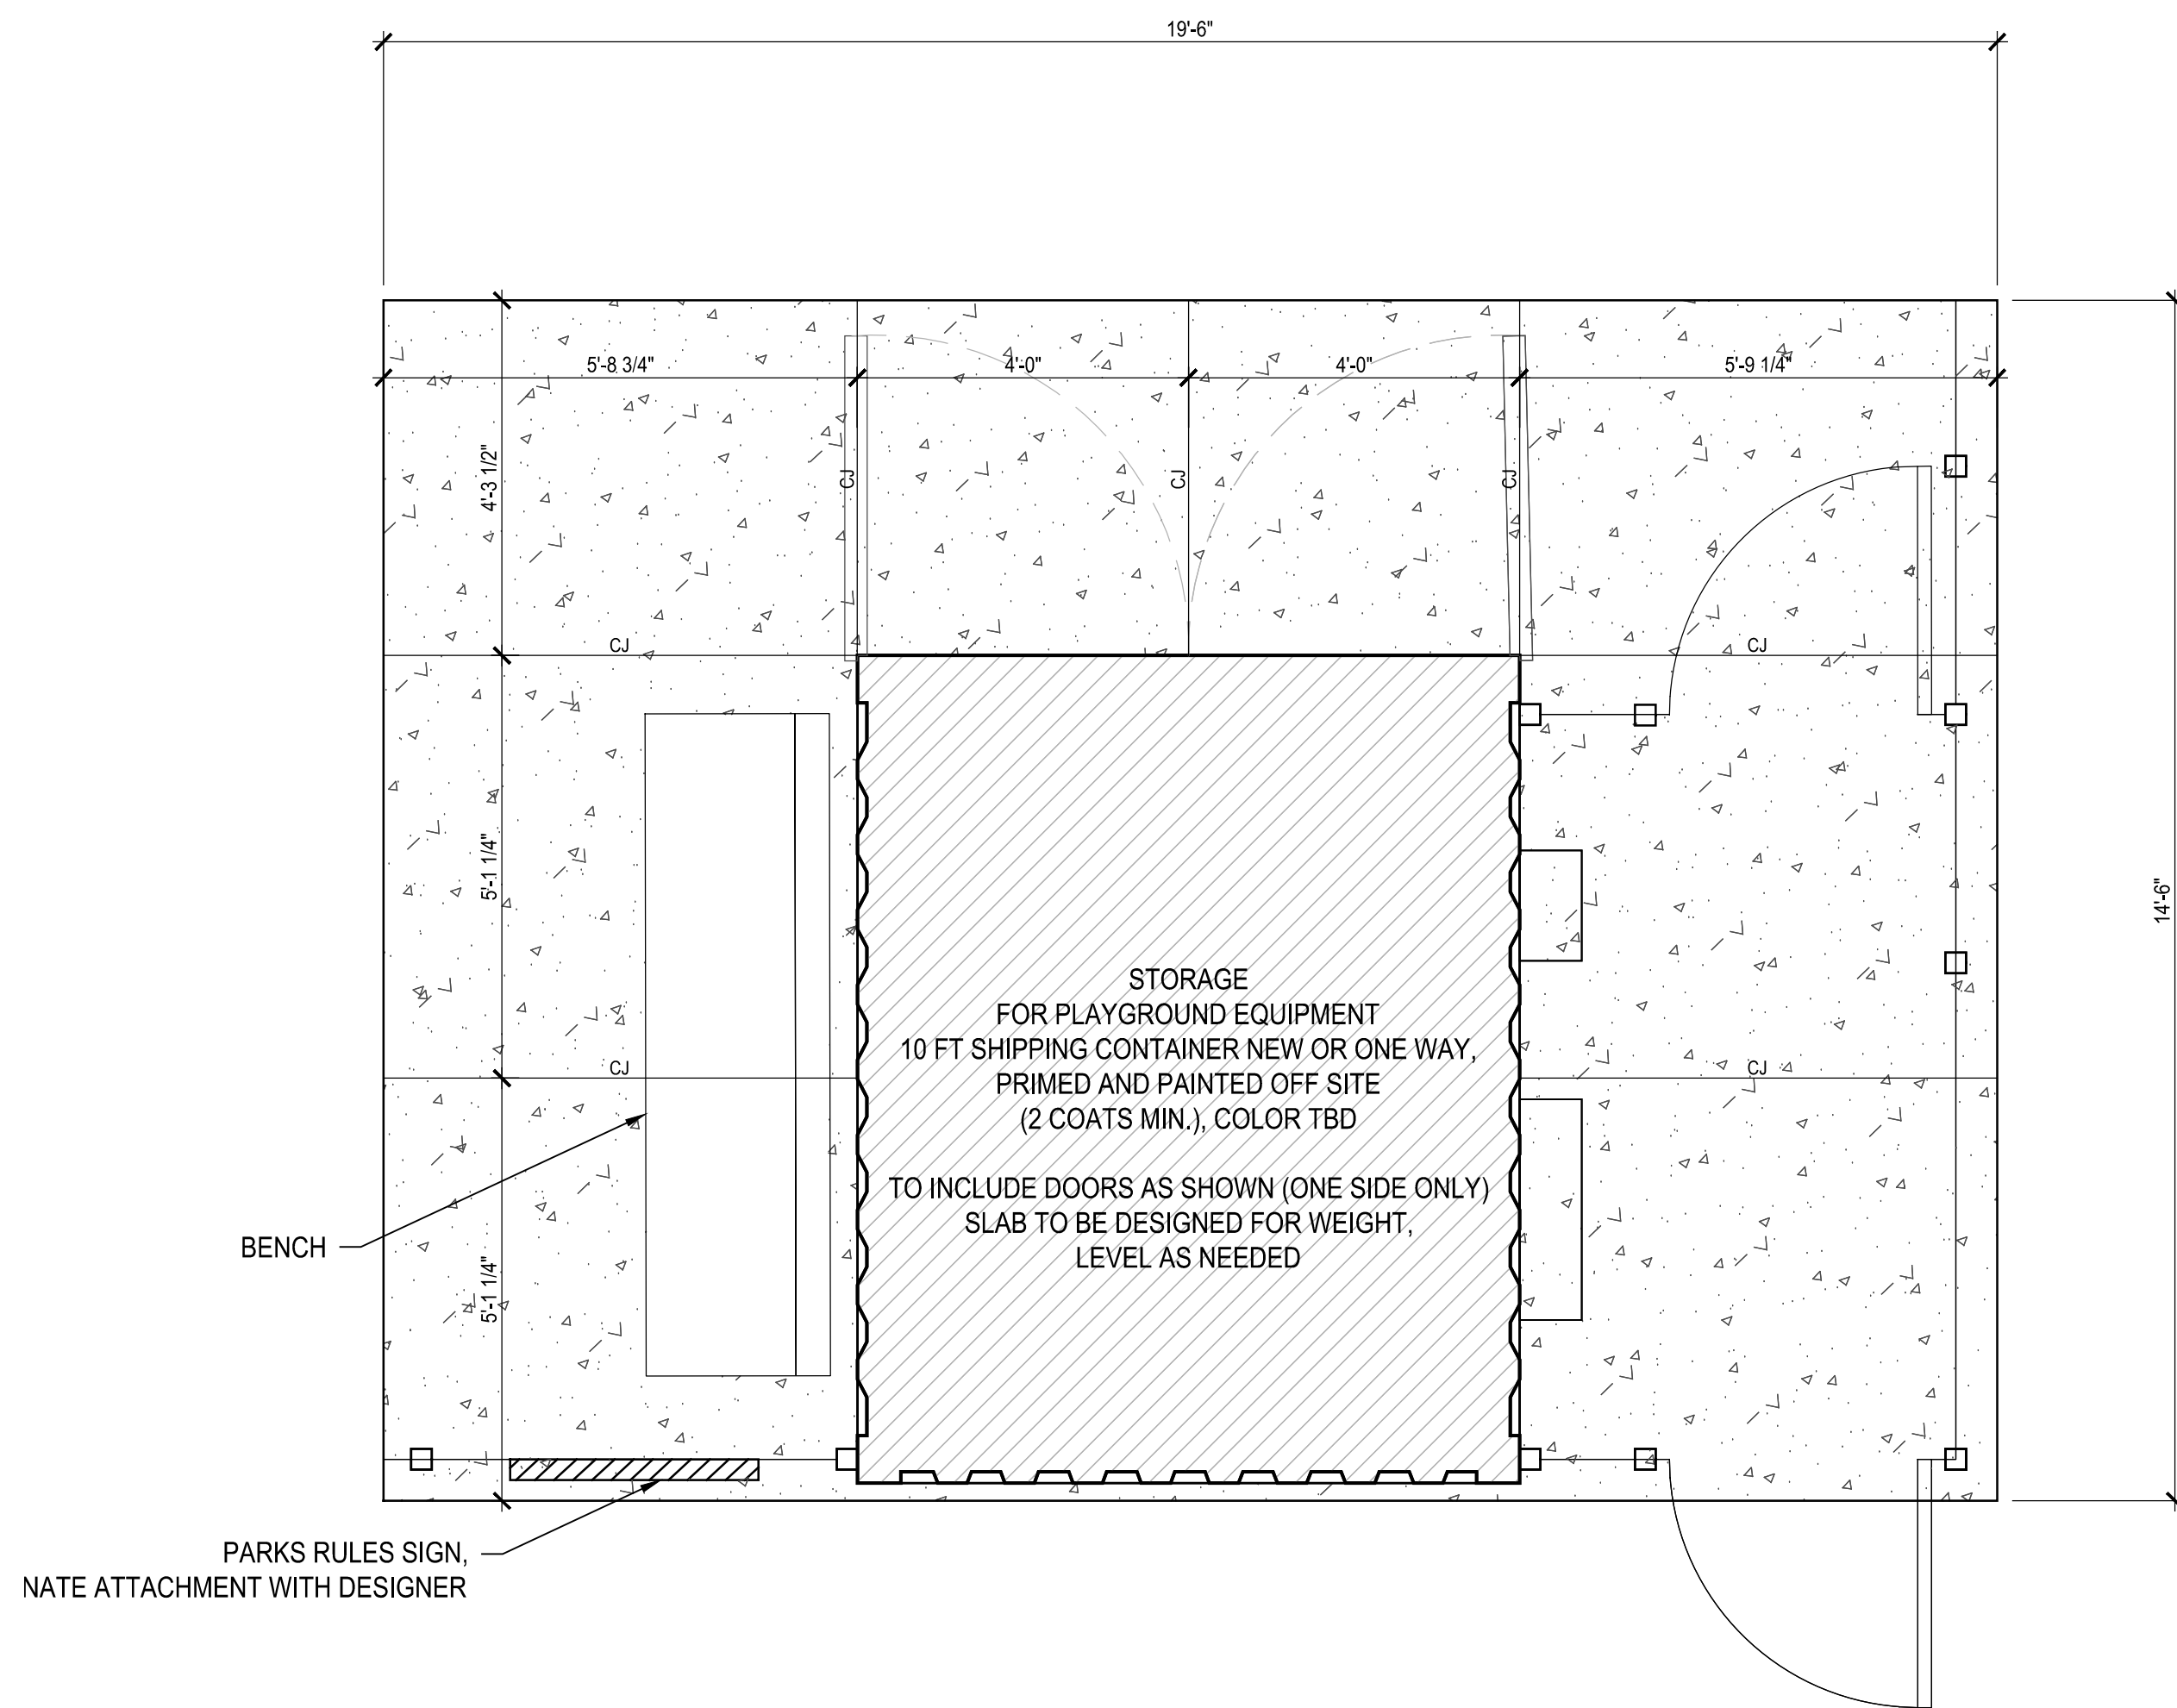 19'-6"
5'-8 3/4"
4'-0"
4'-0"
5'-9 1/4"
4'-3 1/2"
CJ
CJ
CJ
CJ
CJ
5'-1 1/4"
14'-6"
STORAGE
FOR PLAYGROUND EQUIPMENT
10 FT SHIPPING CONTAINER NEW OR ONE WAY,
PRIMED AND PAINTED OFF SITE
(2 COATS MIN.), COLOR TBD
CJ
CJ
TO INCLUDE DOORS AS SHOWN (ONE SIDE ONLY)
SLAB TO BE DESIGNED FOR WEIGHT,
LEVEL AS NEEDED
BENCH
5'-1 1/4"
PARKS RULES SIGN,
NATE ATTACHMENT WITH DESIGNER